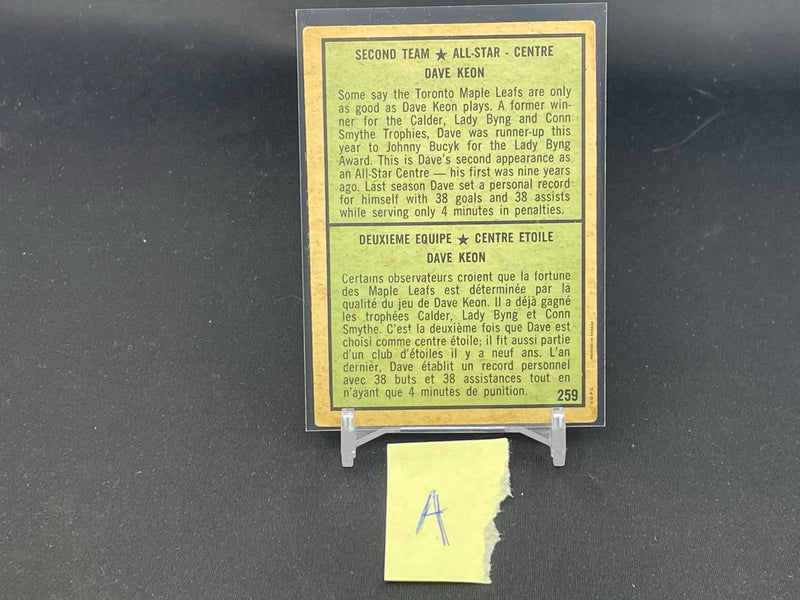 SECOND TEAM ★ ALL-STAR - CENTRE
DAVE KEON
Some say the Toronto Maple Leafs are only
as good as Dave Keon plays. A former win-
ner for the Calder, Lady Byng and Conn
Smythe Trophies, Dave was runner-up this
year to Johnny Bucyk for the Lady Byng
Award. This is Dave's second appearance as
an All-Star Centre — his first was nine years
ago. Last season Dave set a personal record
for himself with 38 goals and 38 assists
while serving only 4 minutes in penalties.
DEUXIEME EQUIPE ★ CENTRE ETOILE
DAVE KEON
Certains observateurs croient que la fortune
des Maple Leafs est déterminée par la
qualité du jeu de Dave Keon. Il a déjà gagné
les trophées Calder, Lady Byng et Conn
Smythe. C'est la deuxième fois que Dave est
choisi comme centre étoile; il fit aussi partie
d'un club d'étoiles il y a neuf ans. L'an
dernier, Dave établit un record personnel
avec 38 buts et 38 assistances tout en
n'ayant que 4 minutes de punition.
259
© O.P.C. PRINTED IN CANADA
A